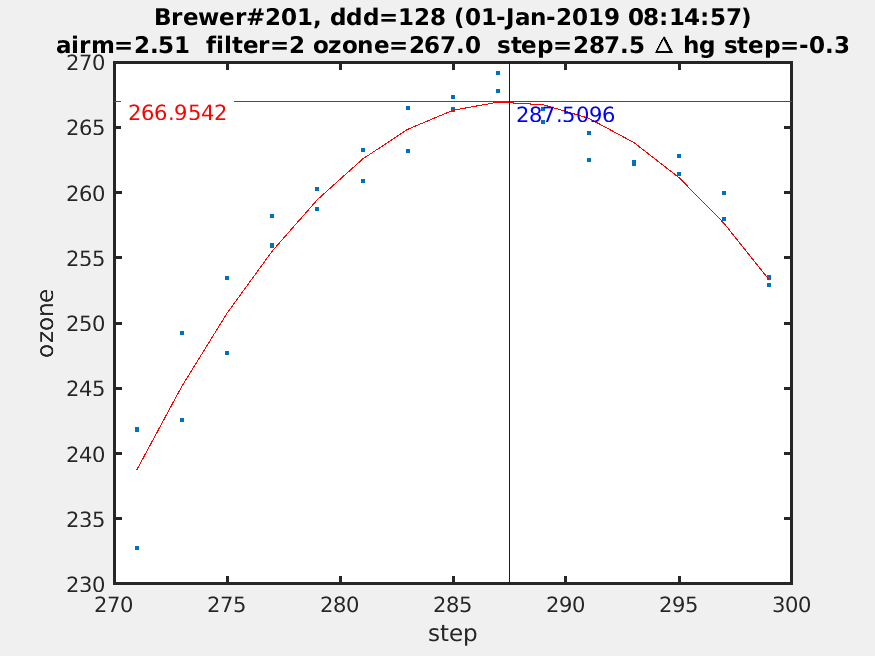 Brewer#201, ddd=128 (01-Jan-2019 08:14:57)
airm=2.51  filter=2 ozone=267.0  step=287.5 Δ hg step=-0.3
270
266.9542
287.5096
265
260
255
250
245
240
235
230
ozone
270 275 280 285 290 295 300
step